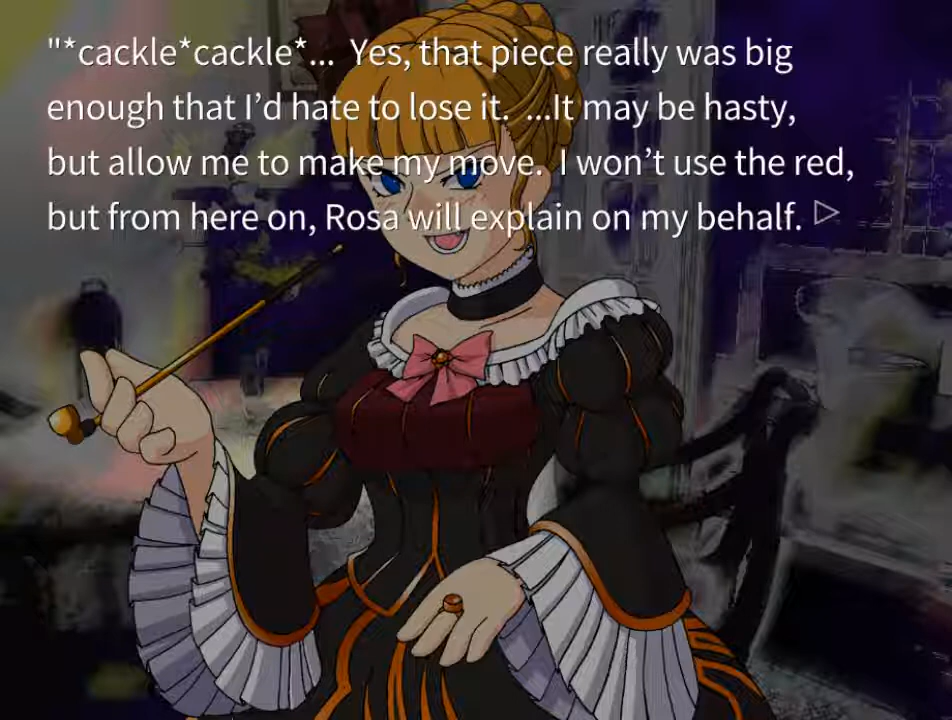 "*cackle*cackle*... Yes, that piece really was big
enough that I’d hate to lose it. ...It may be hasty,
but allow me to make my move. I won’t use the red,
but from here on, Rosa will explain on my behalf.